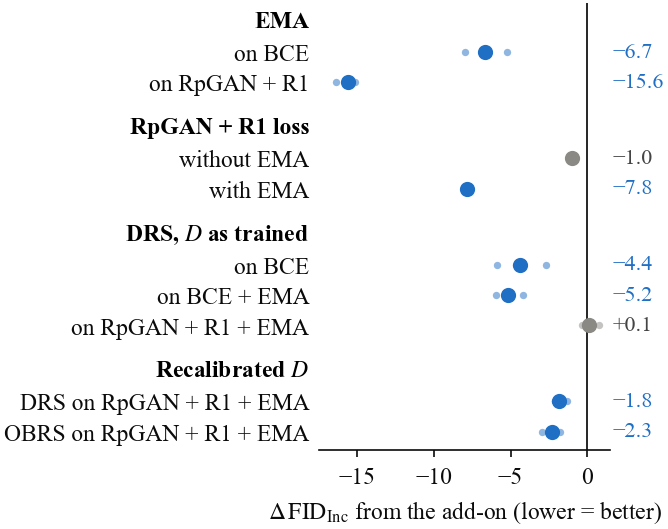 EMA
on BCE −6.7
on RpGAN + R1 −15.6
RpGAN + R1 loss
without EMA −1.0
with EMA −7.8
DRS, D as trained
on BCE −4.4
on BCE + EMA −5.2
on RpGAN + R1 + EMA +0.1
Recalibrated D
DRS on RpGAN + R1 + EMA −1.8
OBRS on RpGAN + R1 + EMA −2.3
−15 −10 −5 0
ΔFID_Inc from the add-on (lower = better)